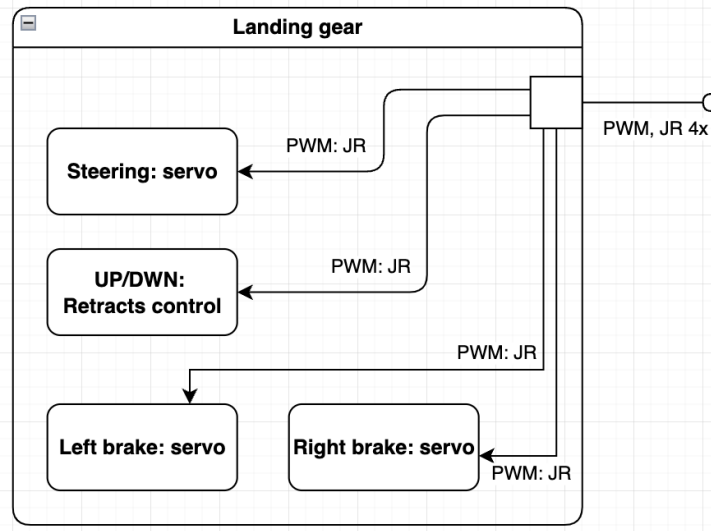 Landing gear
PWM, JR 4x
PWM: JR
Steering: servo
PWM: JR
UP/DWN:
Retracts control
PWM: JR
Left brake: servo
Right brake: servo
PWM: JR